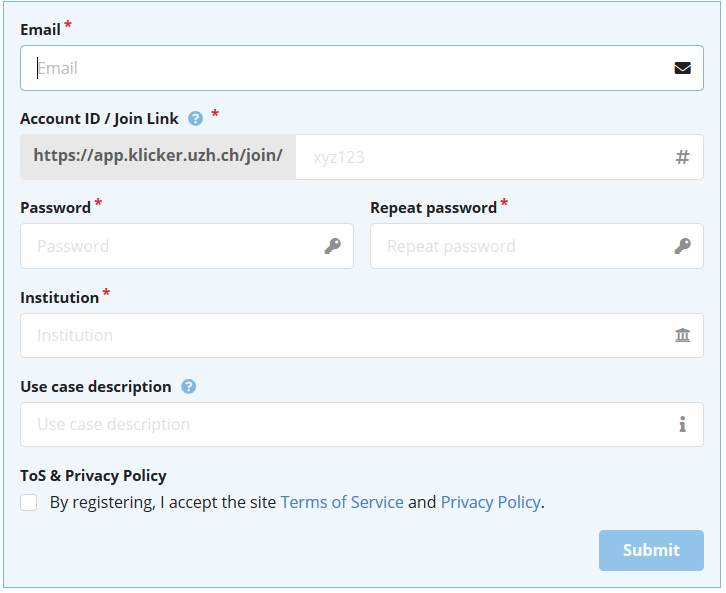 Email *
Email
Account ID / Join Link ? *
https://app.klicker.uzh.ch/join/ xyz123 #
Password * Repeat password *
Password Repeat password
Institution *
Institution
Use case description ?
Use case description i
ToS & Privacy Policy
By registering, I accept the site Terms of Service and Privacy Policy.
Submit